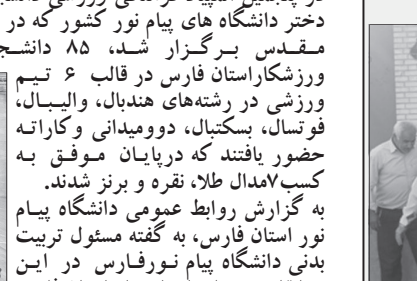 دختر دانشگاه های پیام نور کشور که در
مقدس برگزار شد، ۸۵
ورزشکاراستان فارس در قالب ۶ تیم
ورزشی در رشته‌های هندبال، والیبال،
فوتسال، بسکتبال، دوومیدانی وکاراته
حضور یافتند که درپایان موفق به
کسب۷مدال طلا، نقره و برنز شدند.
به گزارش روابط عمومی دانشگاه پیام
نور استان فارس، به گفته مسئول تربیت
بدنی دانشگاه پیام نورفارس در این